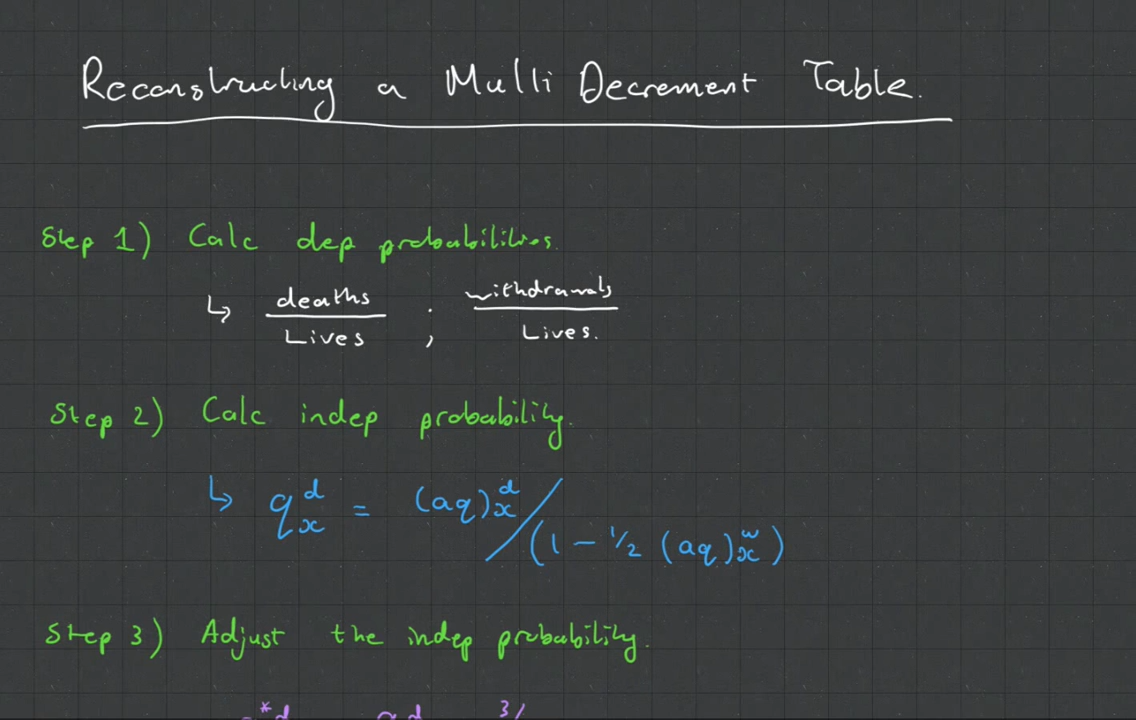 Reconstructing a Multi Decrement Table.
Step 1) Calc dep probabilities.
↳ deaths / Lives ; withdrawals / Lives.
Step 2) Calc indep probability.
↳ q_x^d = (aq)_x^d / (1 - 1/2 (aq)_x^w)
Step 3) Adjust the indep probability.